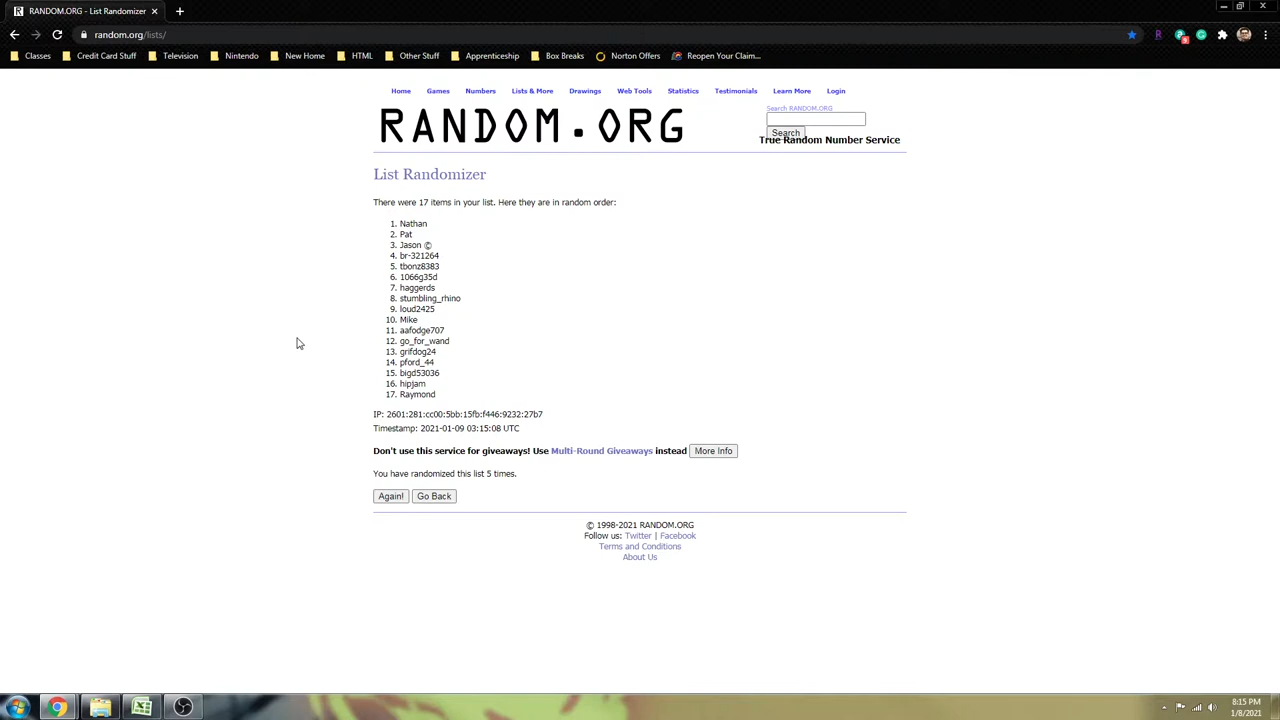 RANDOM.ORG - List Randomizer
random.org/lists/
Classes Credit Card Stuff Television Nintendo New Home HTML Other Stuff Apprenticeship Box Breaks Norton Offers Reopen Your Claim...
Home Games Numbers Lists & More Drawings Web Tools Statistics Testimonials Learn More Login
Search RANDOM.ORG
RANDOM.ORG
Search
True Random Number Service
List Randomizer
There were 17 items in your list. Here they are in random order:
1. Nathan
2. Pat
3. Jason ©
4. br-321264
5. tbonz8383
6. 1066g35d
7. haggerds
8. stumbling_rhino
9. loud2425
10. Mike
11. aafodge707
12. go_for_wand
13. grifdog24
14. pford_44
15. bigd53036
16. hipjam
17. Raymond
IP: 2601:281:cc00:5bb:15fb:f446:9232:27b7
Timestamp: 2021-01-09 03:15:08 UTC
Don't use this service for giveaways! Use Multi-Round Giveaways instead More Info
You have randomized this list 5 times.
Again! Go Back
© 1998-2021 RANDOM.ORG
Follow us: Twitter | Facebook
Terms and Conditions
About Us
8:15 PM
1/8/2021